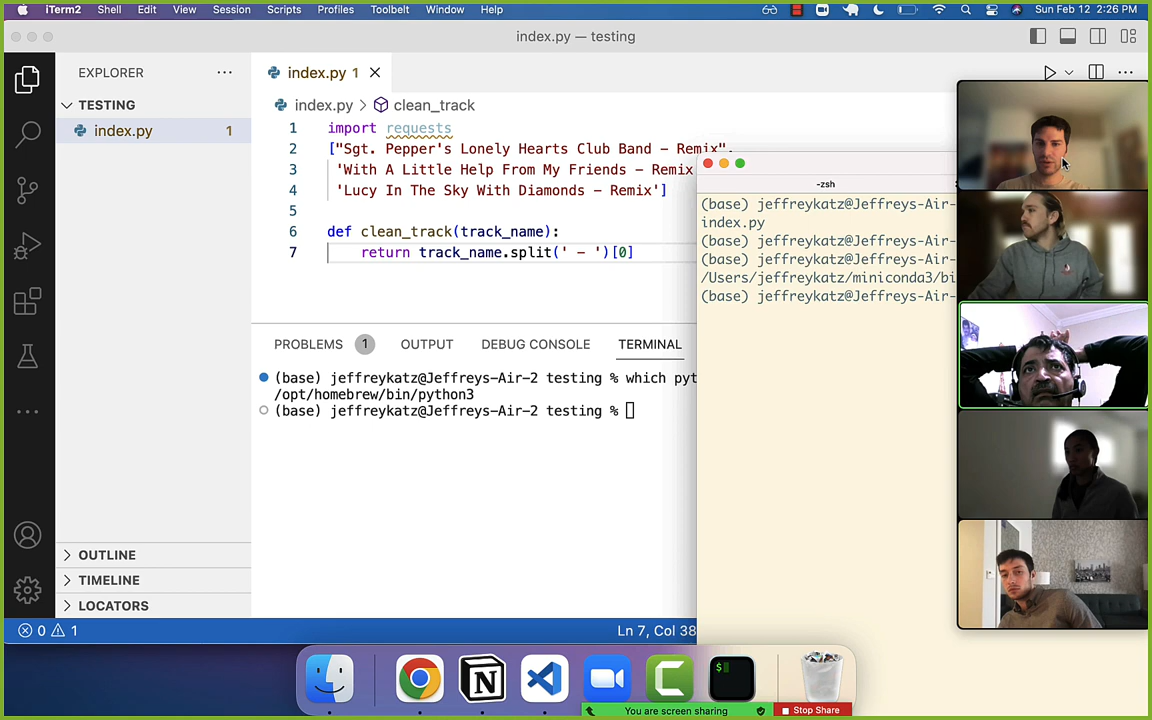 iTerm2 Shell Edit View Session Scripts Profiles Toolbelt Window Help Sun Feb 12 2:26 PM
index.py — testing
EXPLORER
index.py 1
TESTING
index.py 1
index.py > clean_track
1 import requests
2 ["Sgt. Pepper's Lonely Hearts Club Band - Remix",
3 'With A Little Help From My Friends - Remix
4 'Lucy In The Sky With Diamonds - Remix']
5
6 def clean_track(track_name):
7 return track_name.split(' - ')[0]
PROBLEMS 1 OUTPUT DEBUG CONSOLE TERMINAL
(base) jeffreykatz@Jeffreys-Air-2 testing % which pyt
/opt/homebrew/bin/python3
(base) jeffreykatz@Jeffreys-Air-2 testing %
-zsh
(base) jeffreykatz@Jeffreys-Air-
index.py
(base) jeffreykatz@Jeffreys-Air-
(base) jeffreykatz@Jeffreys-Air-
/Users/jeffreykatz/miniconda3/bi
(base) jeffreykatz@Jeffreys-Air-
OUTLINE
TIMELINE
LOCATORS
0 1
Ln 7, Col 38
$
You are screen sharing Stop Share